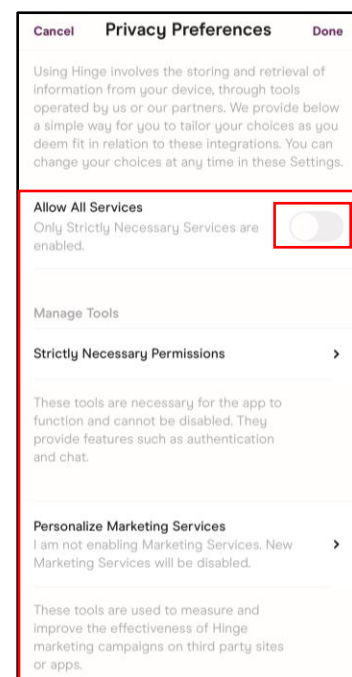 Cancel Privacy Preferences Done
Using Hinge involves the storing and retrieval of
information from your device, through tools
operated by us or our partners. We provide below
a simple way for you to tailor your choices as you
deem fit in relation to these integrations. You can
change your choices at any time in these Settings.
Allow All Services
Only Strictly Necessary Services are
enabled.
Manage Tools
Strictly Necessary Permissions
These tools are necessary for the app to
function and cannot be disabled. They
provide features such as authentication
and chat.
Personalize Marketing Services
I am not enabling Marketing Services. New
Marketing Services will be disabled.
These tools are used to measure and
improve the effectiveness of Hinge
marketing campaigns on third party sites
or apps.